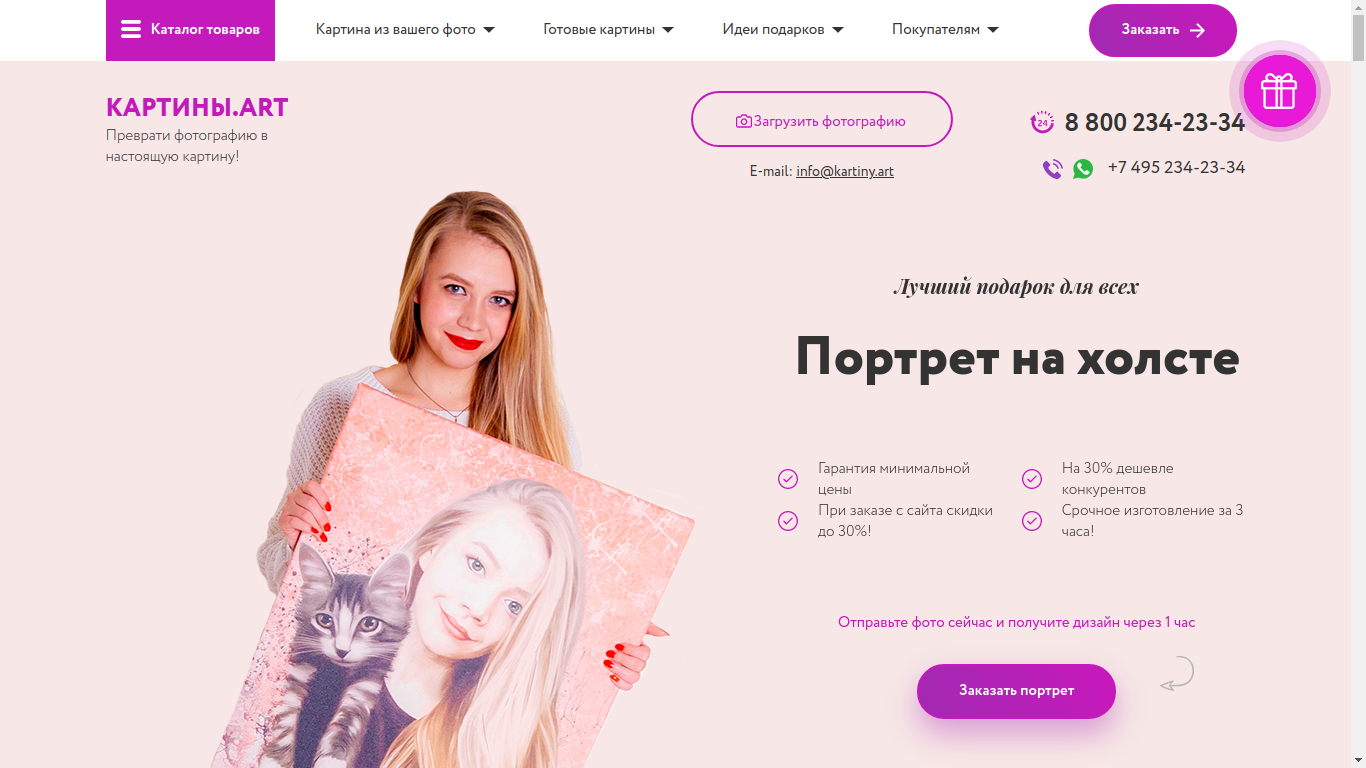 Каталог товаров
Картина из вашего фото
Готовые картины
Идеи подарков
Покупателям
Заказать
КАРТИНЫ.ART
Преврати фотографию в
настоящую картину!
Загрузить фотографию
E-mail: info@kartiny.art
24
8 800 234-23-34
+7 495 234-23-34
Лучший подарок для всех
Портрет на холсте
Гарантия минимальной
цены
На 30% дешевле
конкурентов
При заказе с сайта скидки
до 30%!
Срочное изготовление за 3
часа!
Отправьте фото сейчас и получите дизайн через 1 час
Заказать портрет